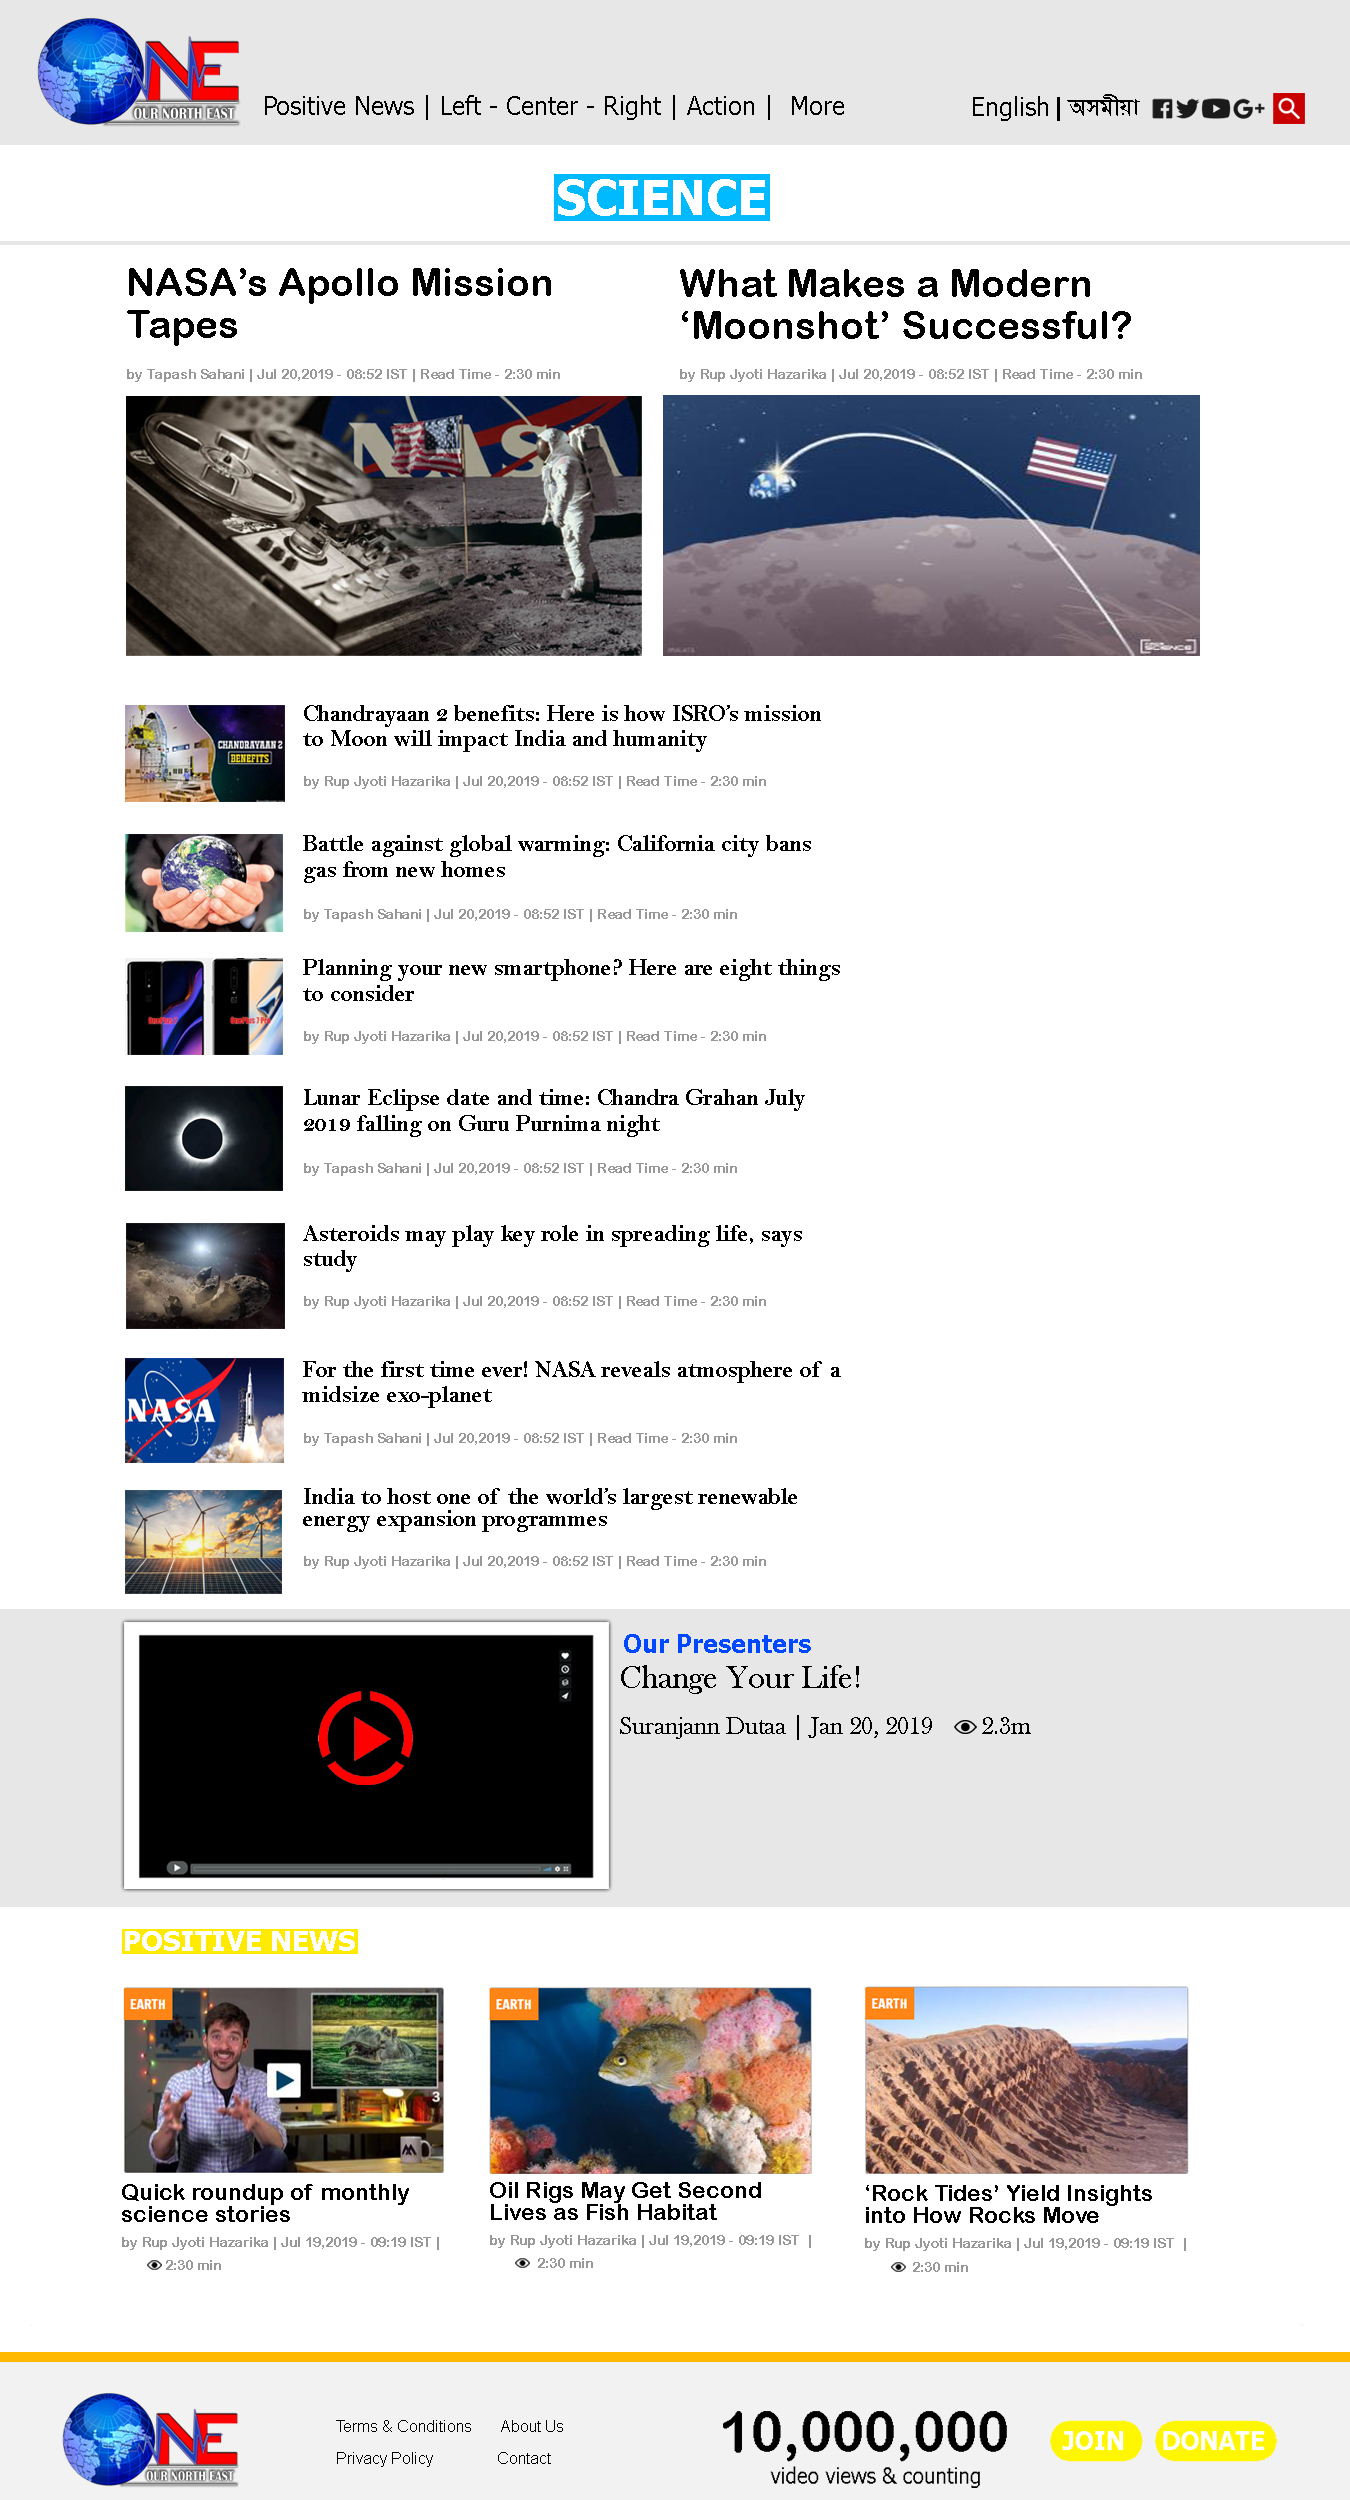 ONE
OUR NORTH EAST
Positive News | Left - Center - Right | Action | More
English | অসমীয়া
G+
SCIENCE
NASA’s Apollo Mission
Tapes
by Tapash Sahani | Jul 20,2019 - 08:52 IST | Read Time - 2:30 min
NASA
What Makes a Modern
‘Moonshot’ Successful?
by Rup Jyoti Hazarika | Jul 20,2019 - 08:52 IST | Read Time - 2:30 min
SCIENCE
CHANDRAYAAN 2
BENEFITS
Chandrayaan 2 benefits: Here is how ISRO’s mission
to Moon will impact India and humanity
by Rup Jyoti Hazarika | Jul 20,2019 - 08:52 IST | Read Time - 2:30 min
Battle against global warming: California city bans
gas from new homes
by Tapash Sahani | Jul 20,2019 - 08:52 IST | Read Time - 2:30 min
OnePlus 7
OnePlus 7 Pro
Planning your new smartphone? Here are eight things
to consider
by Rup Jyoti Hazarika | Jul 20,2019 - 08:52 IST | Read Time - 2:30 min
Lunar Eclipse date and time: Chandra Grahan July
2019 falling on Guru Purnima night
by Tapash Sahani | Jul 20,2019 - 08:52 IST | Read Time - 2:30 min
Asteroids may play key role in spreading life, says
study
by Rup Jyoti Hazarika | Jul 20,2019 - 08:52 IST | Read Time - 2:30 min
NASA
For the first time ever! NASA reveals atmosphere of a
midsize exo-planet
by Tapash Sahani | Jul 20,2019 - 08:52 IST | Read Time - 2:30 min
India to host one of the world’s largest renewable
energy expansion programmes
by Rup Jyoti Hazarika | Jul 20,2019 - 08:52 IST | Read Time - 2:30 min
Our Presenters
Change Your Life!
Suranjann Dutaa | Jan 20, 2019 2.3m
POSITIVE NEWS
EARTH
3
Quick roundup of monthly
science stories
by Rup Jyoti Hazarika | Jul 19,2019 - 09:19 IST |
2:30 min
EARTH
Oil Rigs May Get Second
Lives as Fish Habitat
by Rup Jyoti Hazarika | Jul 19,2019 - 09:19 IST |
2:30 min
EARTH
‘Rock Tides’ Yield Insights
into How Rocks Move
by Rup Jyoti Hazarika | Jul 19,2019 - 09:19 IST |
2:30 min
ONE
OUR NORTH EAST
Terms & Conditions About Us
Privacy Policy Contact
10,000,000
video views & counting
JOIN
DONATE